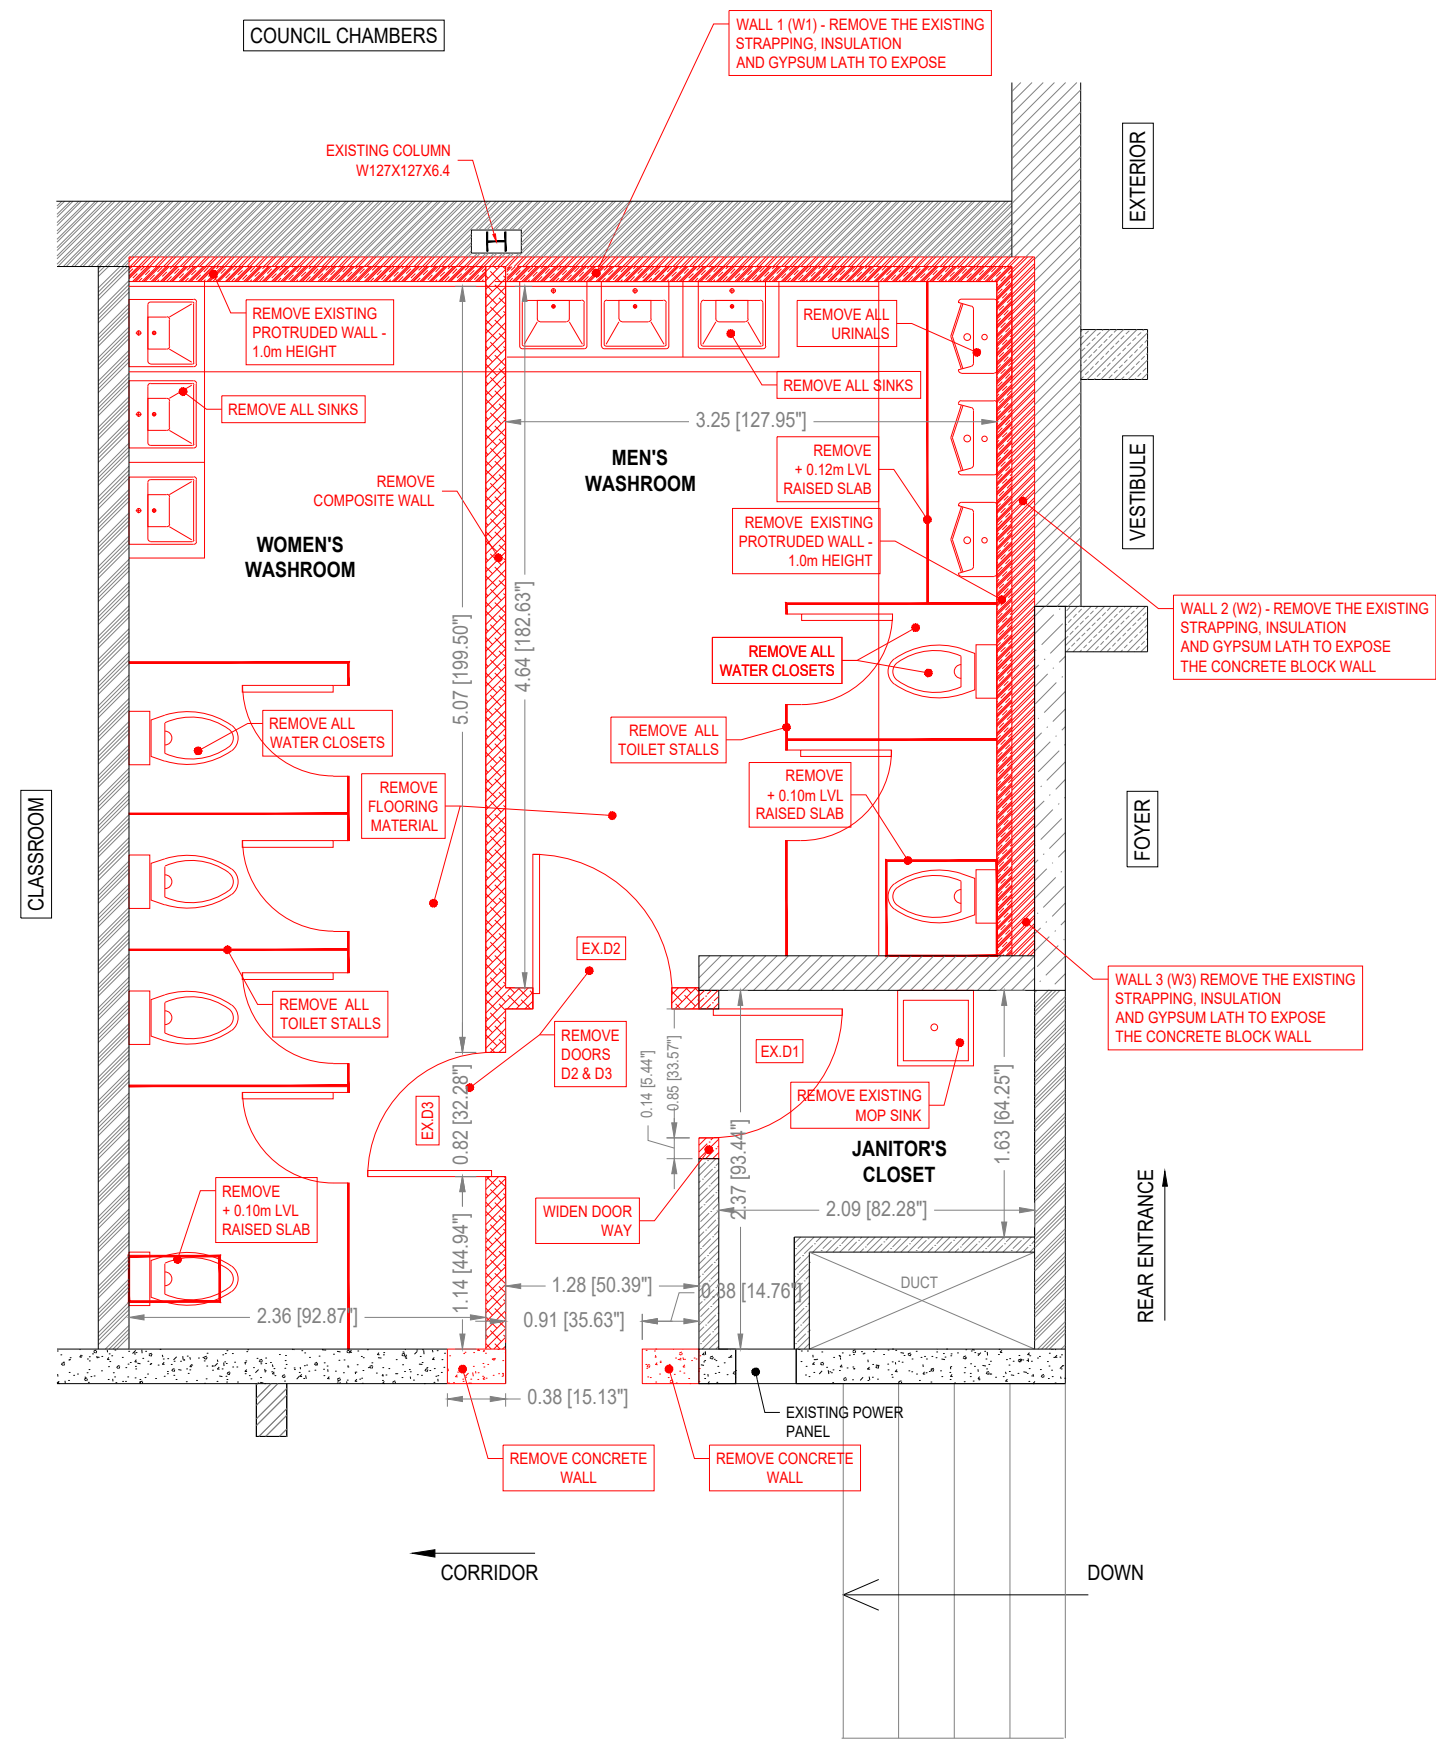 COUNCIL CHAMBERS
WALL 1 (W1) - REMOVE THE EXISTING
STRAPPING, INSULATION
AND GYPSUM LATH TO EXPOSE
EXISTING COLUMN
W127X127X6.4
EXTERIOR
REMOVE EXISTING
PROTRUDED WALL -
1.0m HEIGHT
REMOVE ALL
URINALS
REMOVE ALL SINKS
REMOVE ALL SINKS
3.25 [127.95"]
MEN'S
WASHROOM
REMOVE
+ 0.12m LVL
RAISED SLAB
VESTIBULE
REMOVE
COMPOSITE WALL
REMOVE EXISTING
PROTRUDED WALL -
1.0m HEIGHT
WOMEN'S
WASHROOM
5.07 [199.50"]
4.64 [182.63"]
WALL 2 (W2) - REMOVE THE EXISTING
STRAPPING, INSULATION
AND GYPSUM LATH TO EXPOSE
THE CONCRETE BLOCK WALL
REMOVE ALL
WATER CLOSETS
REMOVE ALL
WATER CLOSETS
REMOVE ALL
TOILET STALLS
REMOVE
FLOORING
MATERIAL
REMOVE
+ 0.10m LVL
RAISED SLAB
CLASSROOM
FOYER
EX.D2
WALL 3 (W3) REMOVE THE EXISTING
STRAPPING, INSULATION
AND GYPSUM LATH TO EXPOSE
THE CONCRETE BLOCK WALL
REMOVE ALL
TOILET STALLS
REMOVE
DOORS
D2 & D3
EX.D1
0.14 [5.44"]
0.85 [33.57"]
0.82 [32.28"]
EX.D3
REMOVE EXISTING
MOP SINK
1.63 [64.25"]
JANITOR'S
CLOSET
2.37 [93.44"]
REMOVE
+ 0.10m LVL
RAISED SLAB
WIDEN DOOR
WAY
2.09 [82.28"]
REAR ENTRANCE
1.14 [44.94"]
1.28 [50.39"]
0.38 [14.76"]
DUCT
2.36 [92.87"]
0.91 [35.63"]
0.38 [15.13"]
EXISTING POWER
PANEL
REMOVE CONCRETE
WALL
REMOVE CONCRETE
WALL
CORRIDOR
DOWN